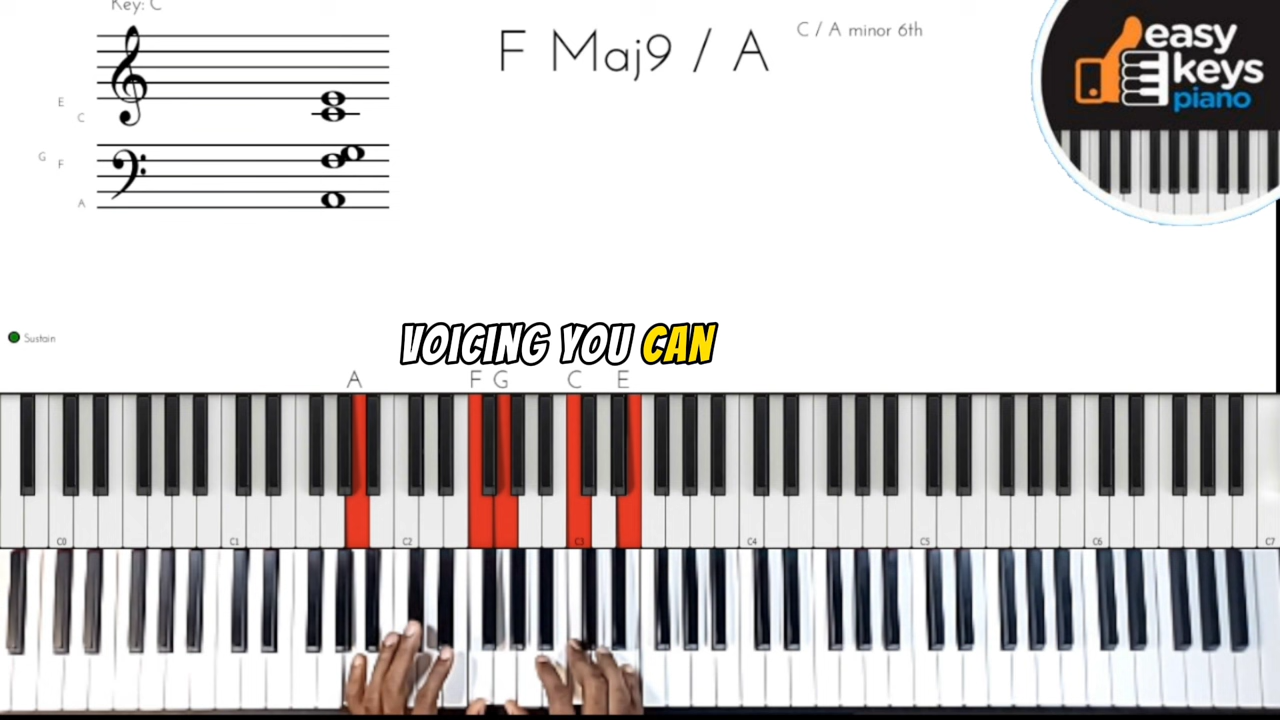 Key: C
F Maj9 / A
C / A minor 6th
easy
keys
piano
E
C
G
F
A
Sustain
VOICING YOU CAN
A F G C E
C0 C1 C2 C3 C4 C5 C6 C7